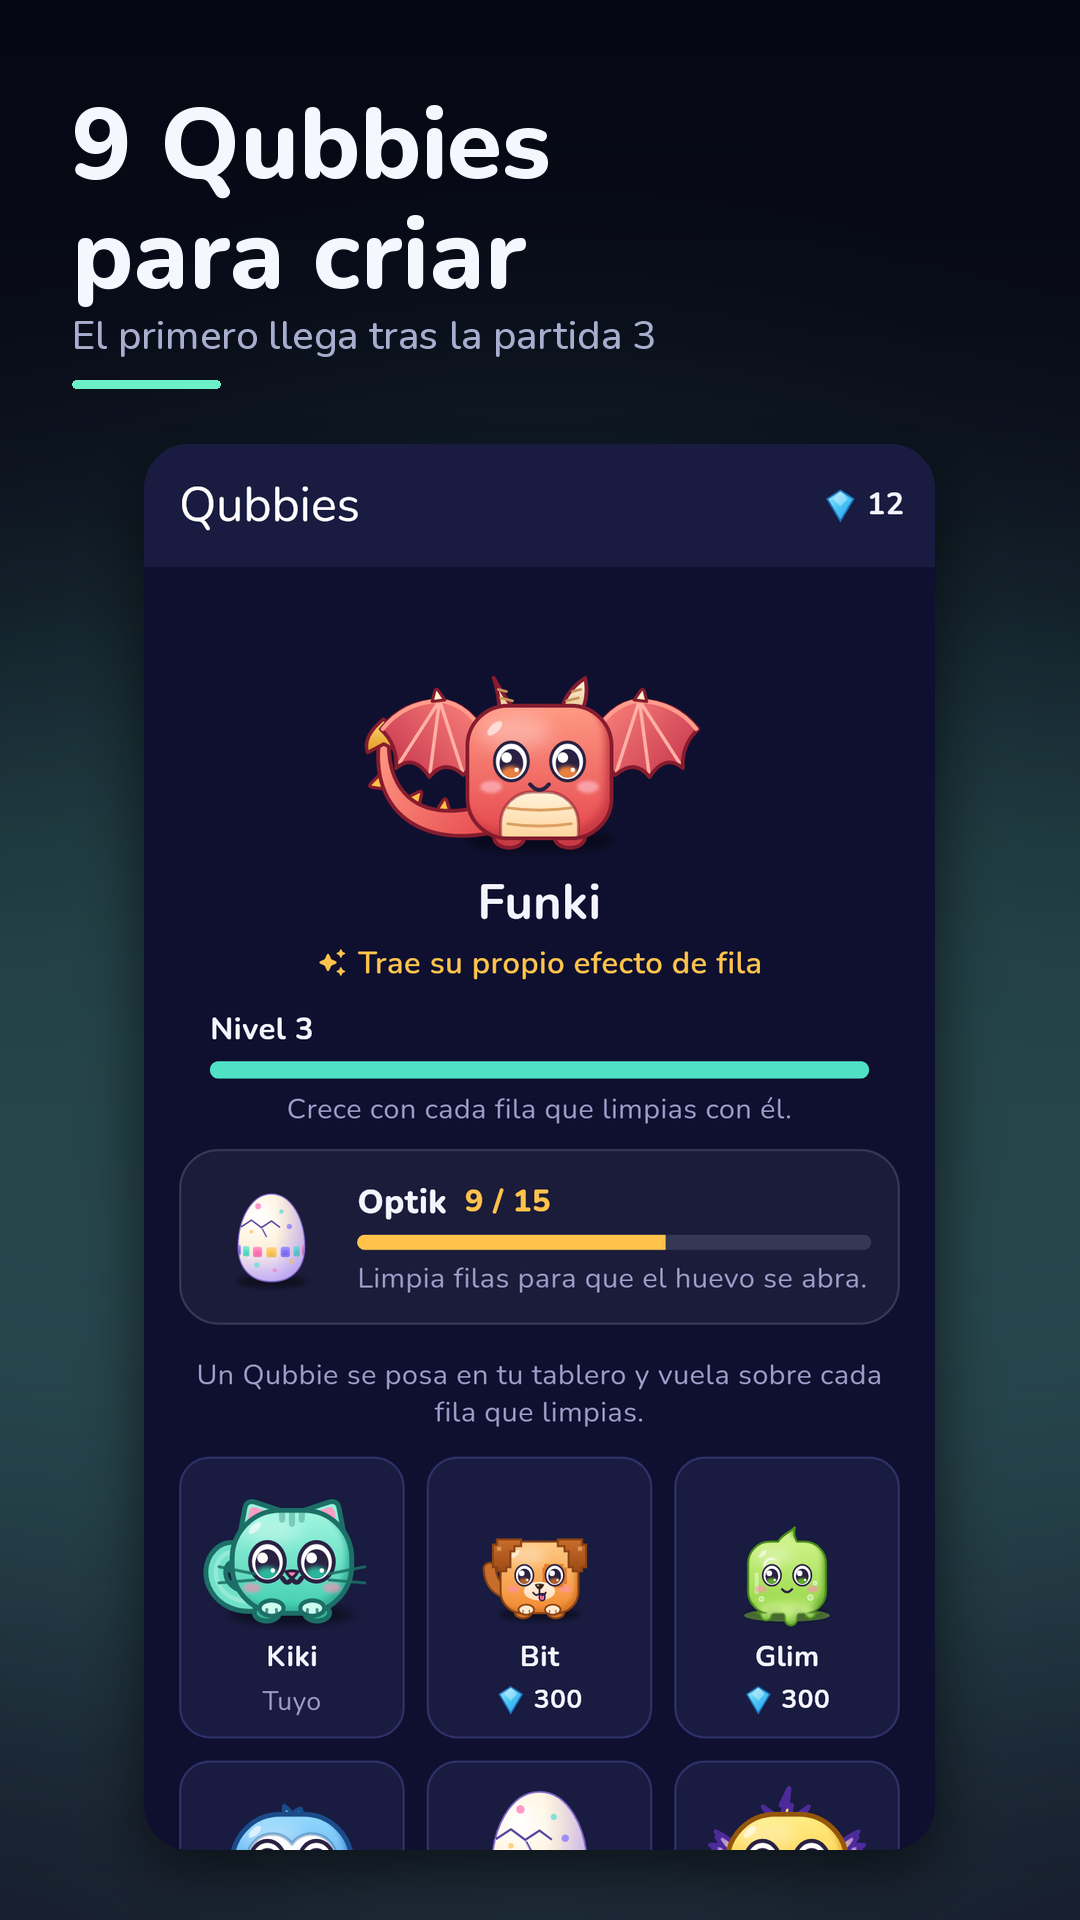 9 Qubbies
para criar
El primero llega tras la partida 3
Qubbies
12
Funki
Trae su propio efecto de fila
Nivel 3
Crece con cada fila que limpias con él.
Optik 9 / 15
Limpia filas para que el huevo se abra.
Un Qubbie se posa en tu tablero y vuela sobre cada
fila que limpias.
Kiki
Tuyo
Bit
300
Glim
300